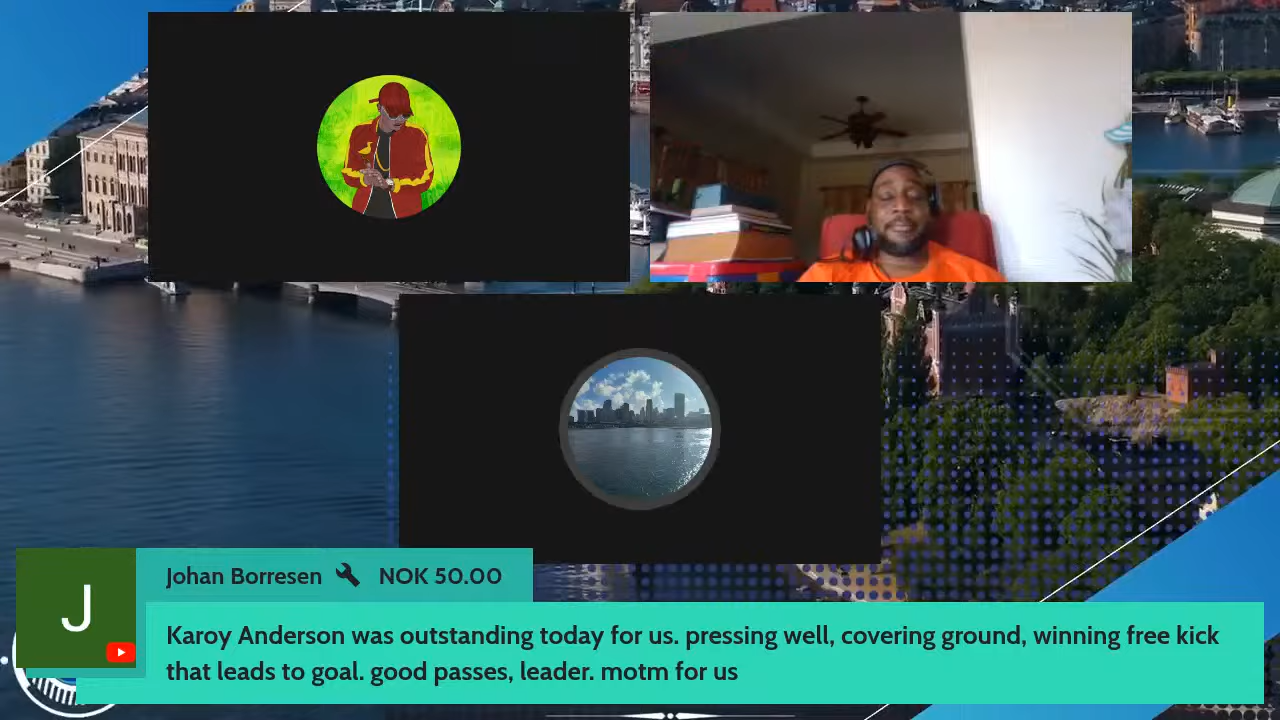 J
Johan Borresen NOK 50.00
Karoy Anderson was outstanding today for us. pressing well, covering ground, winning free kick
that leads to goal. good passes, leader. motm for us